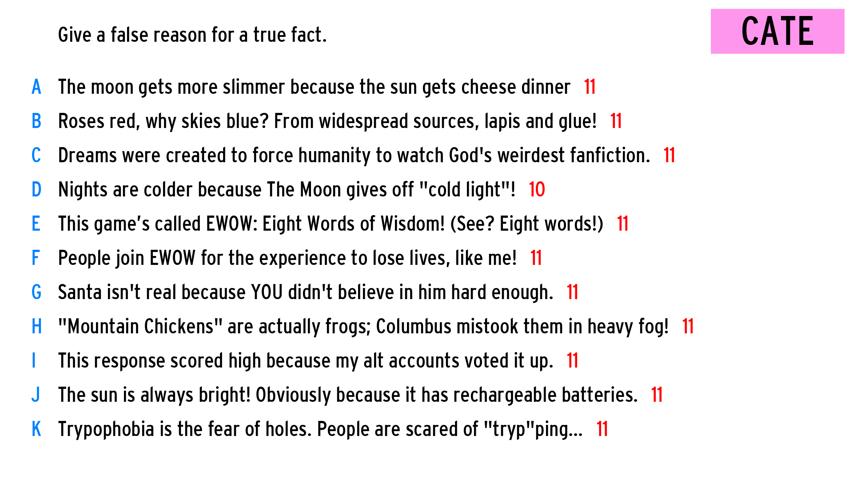 Give a false reason for a true fact.
CATE
A The moon gets more slimmer because the sun gets cheese dinner 11
B Roses red, why skies blue? From widespread sources, lapis and glue! 11
C Dreams were created to force humanity to watch God's weirdest fanfiction. 11
D Nights are colder because The Moon gives off "cold light"! 10
E This game’s called EWOW: Eight Words of Wisdom! (See? Eight words!) 11
F People join EWOW for the experience to lose lives, like me! 11
G Santa isn't real because YOU didn't believe in him hard enough. 11
H "Mountain Chickens" are actually frogs; Columbus mistook them in heavy fog! 11
I This response scored high because my alt accounts voted it up. 11
J The sun is always bright! Obviously because it has rechargeable batteries. 11
K Trypophobia is the fear of holes. People are scared of "tryp"ping... 11